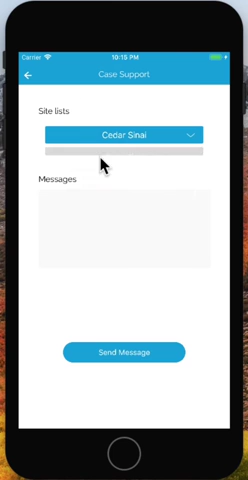 Carrier 10:15 PM
Case Support
Site lists
Cedar Sinai
Messages
Send Message